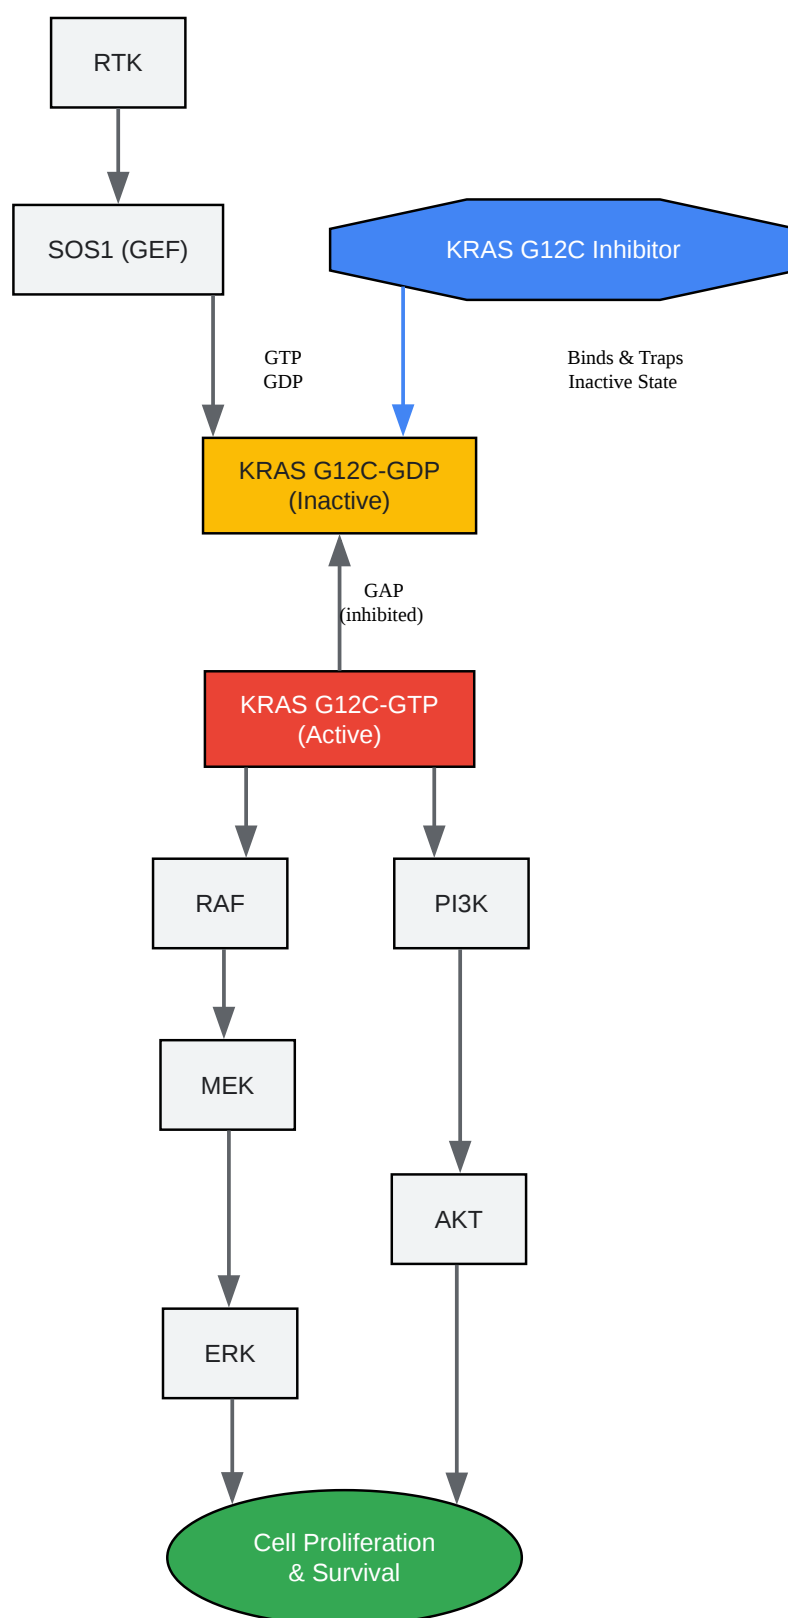 RTK
SOS1 (GEF)
KRAS G12C Inhibitor
GTP
GDP
Binds & Traps
Inactive State
KRAS G12C-GDP
(Inactive)
GAP
(inhibited)
KRAS G12C-GTP
(Active)
RAF
PI3K
MEK
AKT
ERK
Cell Proliferation
& Survival